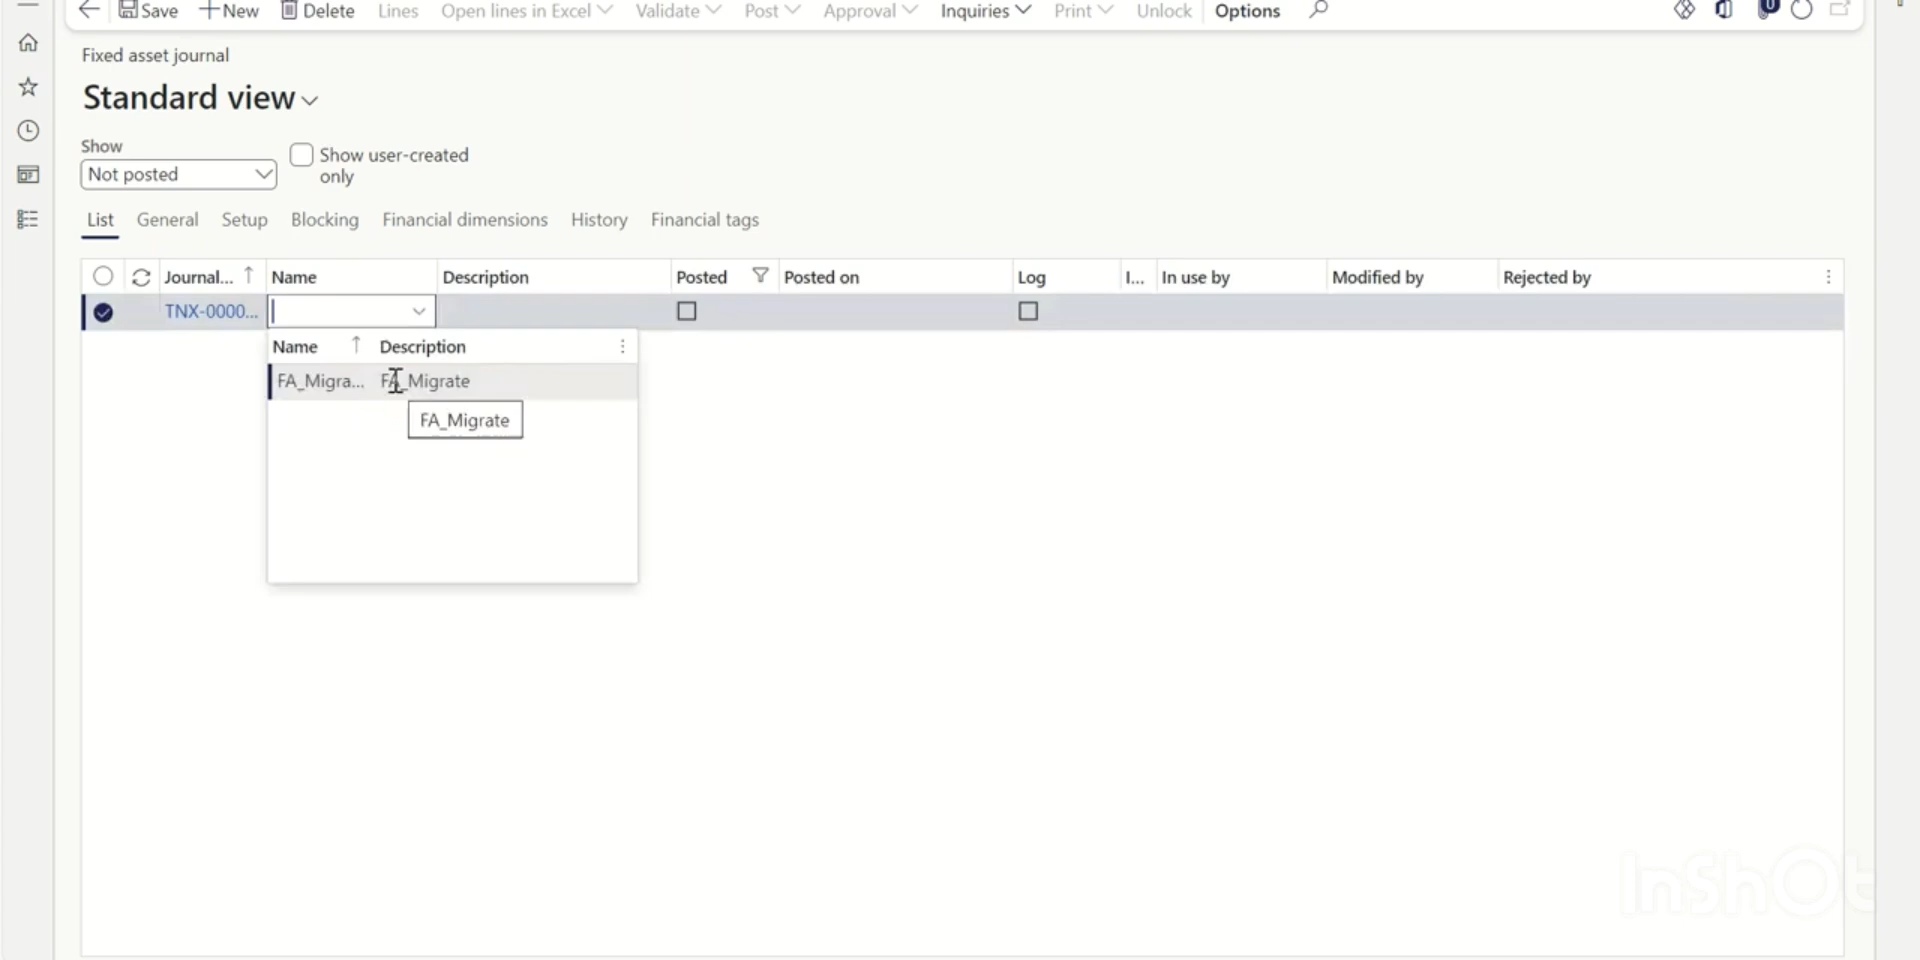 Save New Delete Lines Open lines in Excel Validate Post Approval Inquiries Print Unlock Options 0
Fixed asset journal
Standard view
Show
Not posted
Show user-created
only
List General Setup Blocking Financial dimensions History Financial tags
Journal... Name Description Posted Posted on Log I... In use by Modified by Rejected by
TNX-0000...
Name Description
FA_Migra... FA_Migrate
FA_Migrate
InShOt